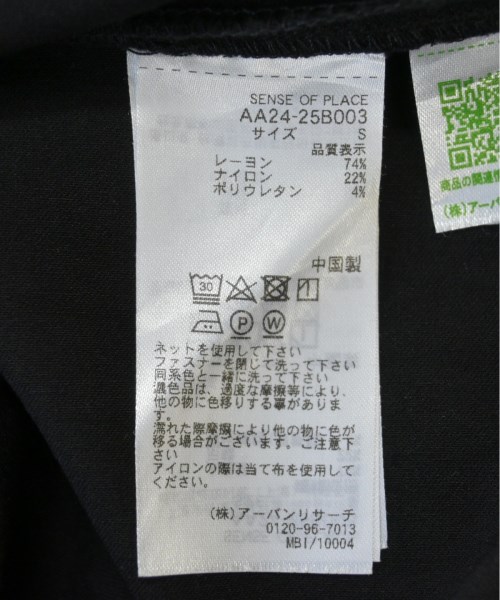 SENSE OF PLACE
AA24-25B003
サイズ S
品質表示
レーヨン 74%
ナイロン 22%
ポリウレタン 4%
中国製
30
P W
ネットを使用して下さい
ファスナーを閉じて洗って下さい
同系色と一緒に洗って下さい
濃色品は、過度な摩擦等により、
他の物に色移りする事がありま
す。
濡れた際摩擦により他の物に色が
移る場合がございます。ご注意下
さい
アイロンの際は当て布を使用して
ください。
(株)アーバンリサーチ
0120-96-7013
MBI/10004
商品の関連情
(株)アーバ